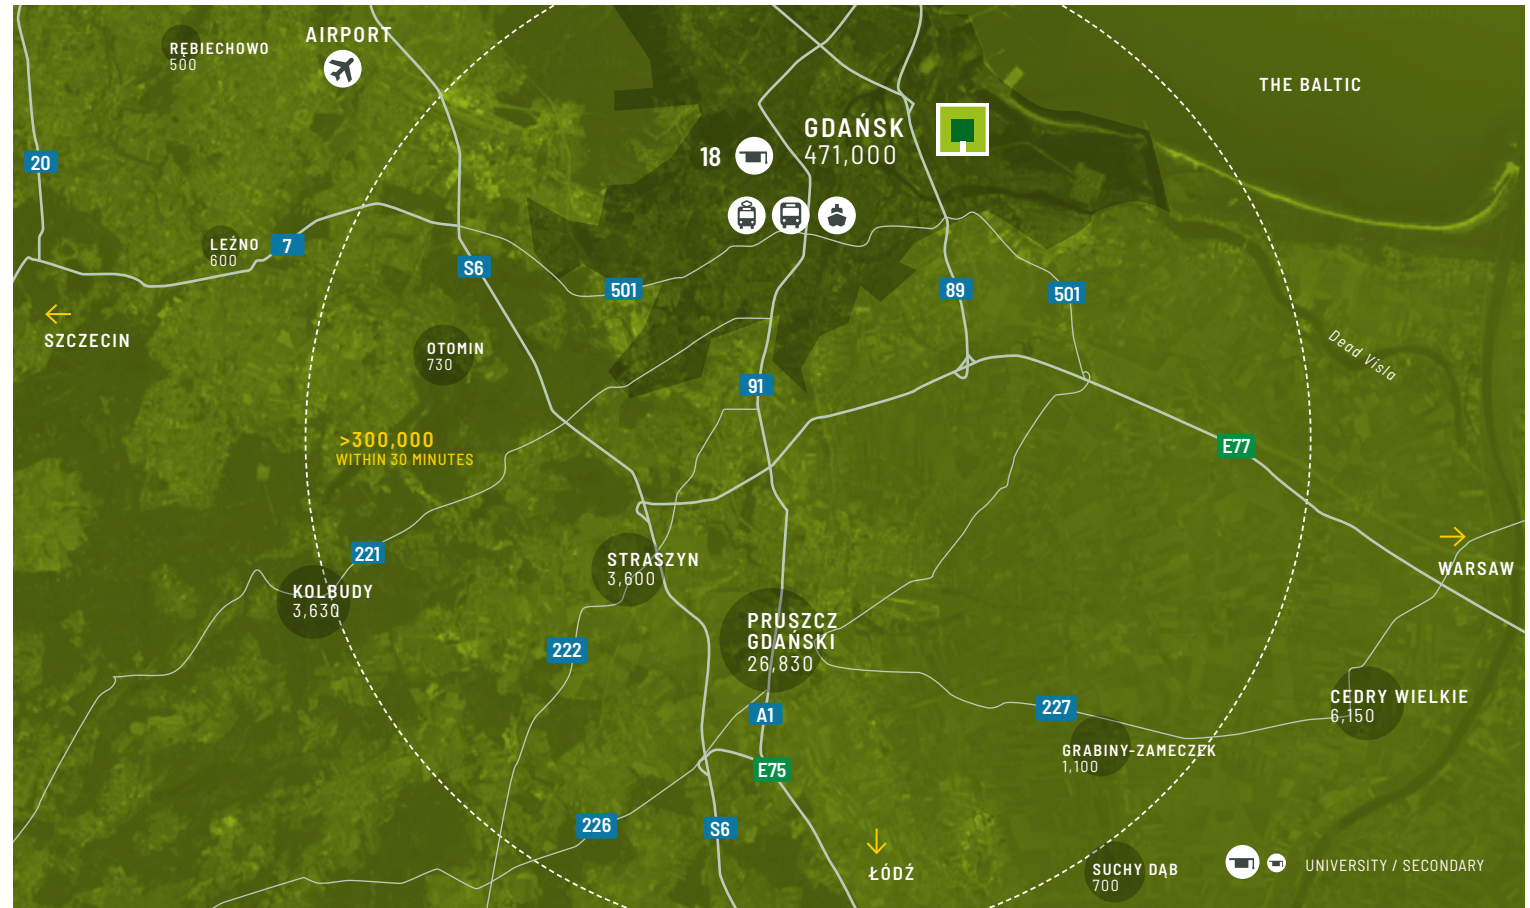 AIRPORT
RĘBIECHOWO
500
THE BALTIC
GDAŃSK
471,000
18
20
LEŹNO
600
7
S6
501
89
501
SZCZECIN
OTOMIN
730
Dead Visla
91
>300,000
WITHIN 30 MINUTES
E77
221
STRASZYN
3,600
WARSAW
KOLBUDY
3,630
PRUSZCZ
GDAŃSKI
26,830
222
CEDRY WIELKIE
6,150
227
A1
GRABINY-ZAMECZEK
1,100
E75
226
S6
ŁÓDŹ
SUCHY DĄB
700
UNIVERSITY / SECONDARY